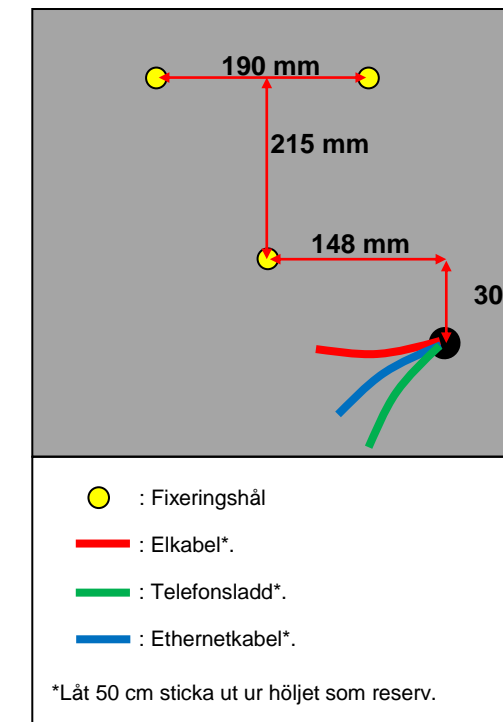 190 mm
215 mm
148 mm
30
: Fixeringshål
: Elkabel*.
: Telefonsladd*.
: Ethernetkabel*.
*Låt 50 cm sticka ut ur höljet som reserv.